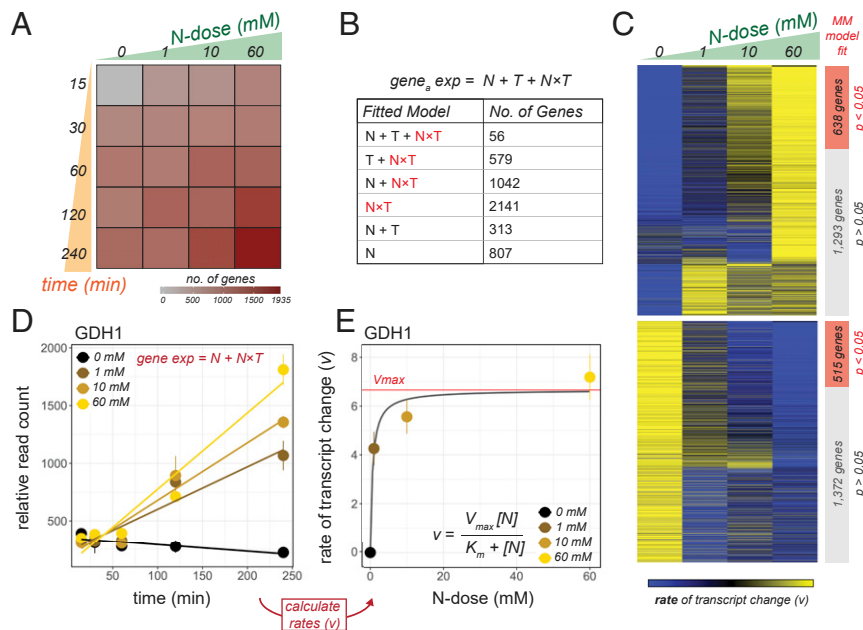 A
N-dose (mM)
0 1 10 60
15
30
60
120
240
time (min)
no. of genes
0 500 1000 1500 1935
B
geneₐ exp = N + T + N×T
Fitted Model No. of Genes
N + T + N×T 56
T + N×T 579
N + N×T 1042
N×T 2141
N + T 313
N 807
C
N-dose (mM)
0 1 10 60
MM
model
fit
638 genes
p < 0.05
1,293 genes
p > 0.05
515 genes
p < 0.05
1,372 genes
p > 0.05
rate of transcript change (v)
D
GDH1
gene exp = N + N×T
0 mM
1 mM
10 mM
60 mM
relative read count
2000
1500
1000
500
0 50 100 150 200 250
time (min)
calculate
rates (v)
E
GDH1
Vmax
rate of transcript change (v)
8
6
4
2
0
v = Vmax [N]
Km + [N]
0 mM
1 mM
10 mM
60 mM
0 20 40 60
N-dose (mM)